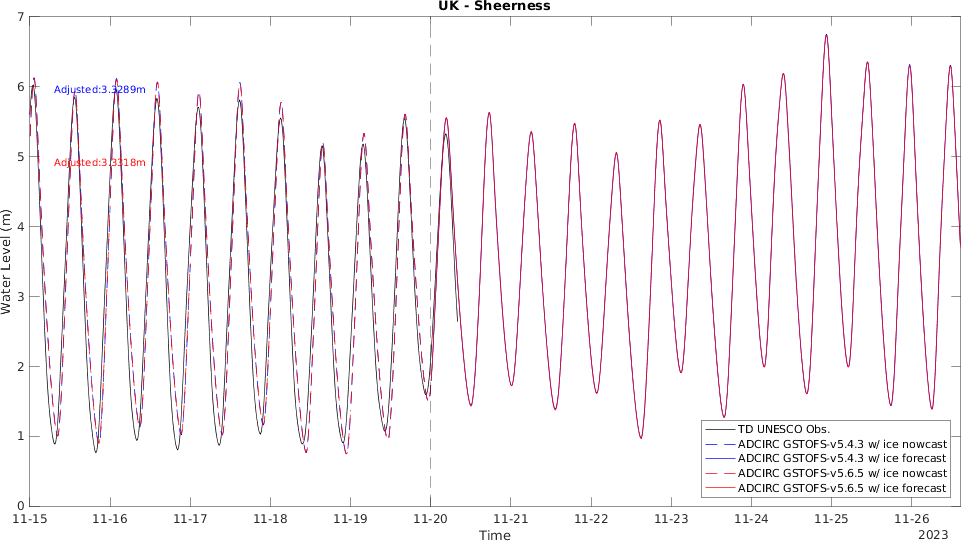 UK - Sheerness
7
6
5
4
3
2
1
0
Water Level (m)
Adjusted:3.3289m
Adjusted:3.3318m
11-15
11-16
11-17
11-18
11-19
11-20
11-21
11-22
11-23
11-24
11-25
11-26
Time
2023
TD UNESCO Obs.
ADCIRC GSTOFS-v5.4.3 w/ ice nowcast
ADCIRC GSTOFS-v5.4.3 w/ ice forecast
ADCIRC GSTOFS-v5.6.5 w/ ice nowcast
ADCIRC GSTOFS-v5.6.5 w/ ice forecast